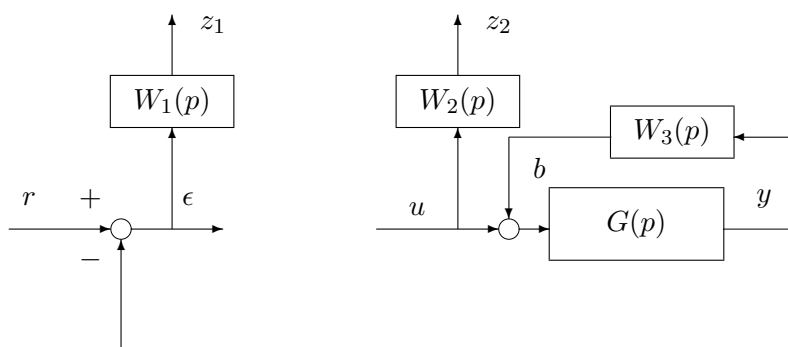 z₁ z₂
W₁(p) W₂(p)
W₃(p)
b
r + ϵ u G(p) y
−